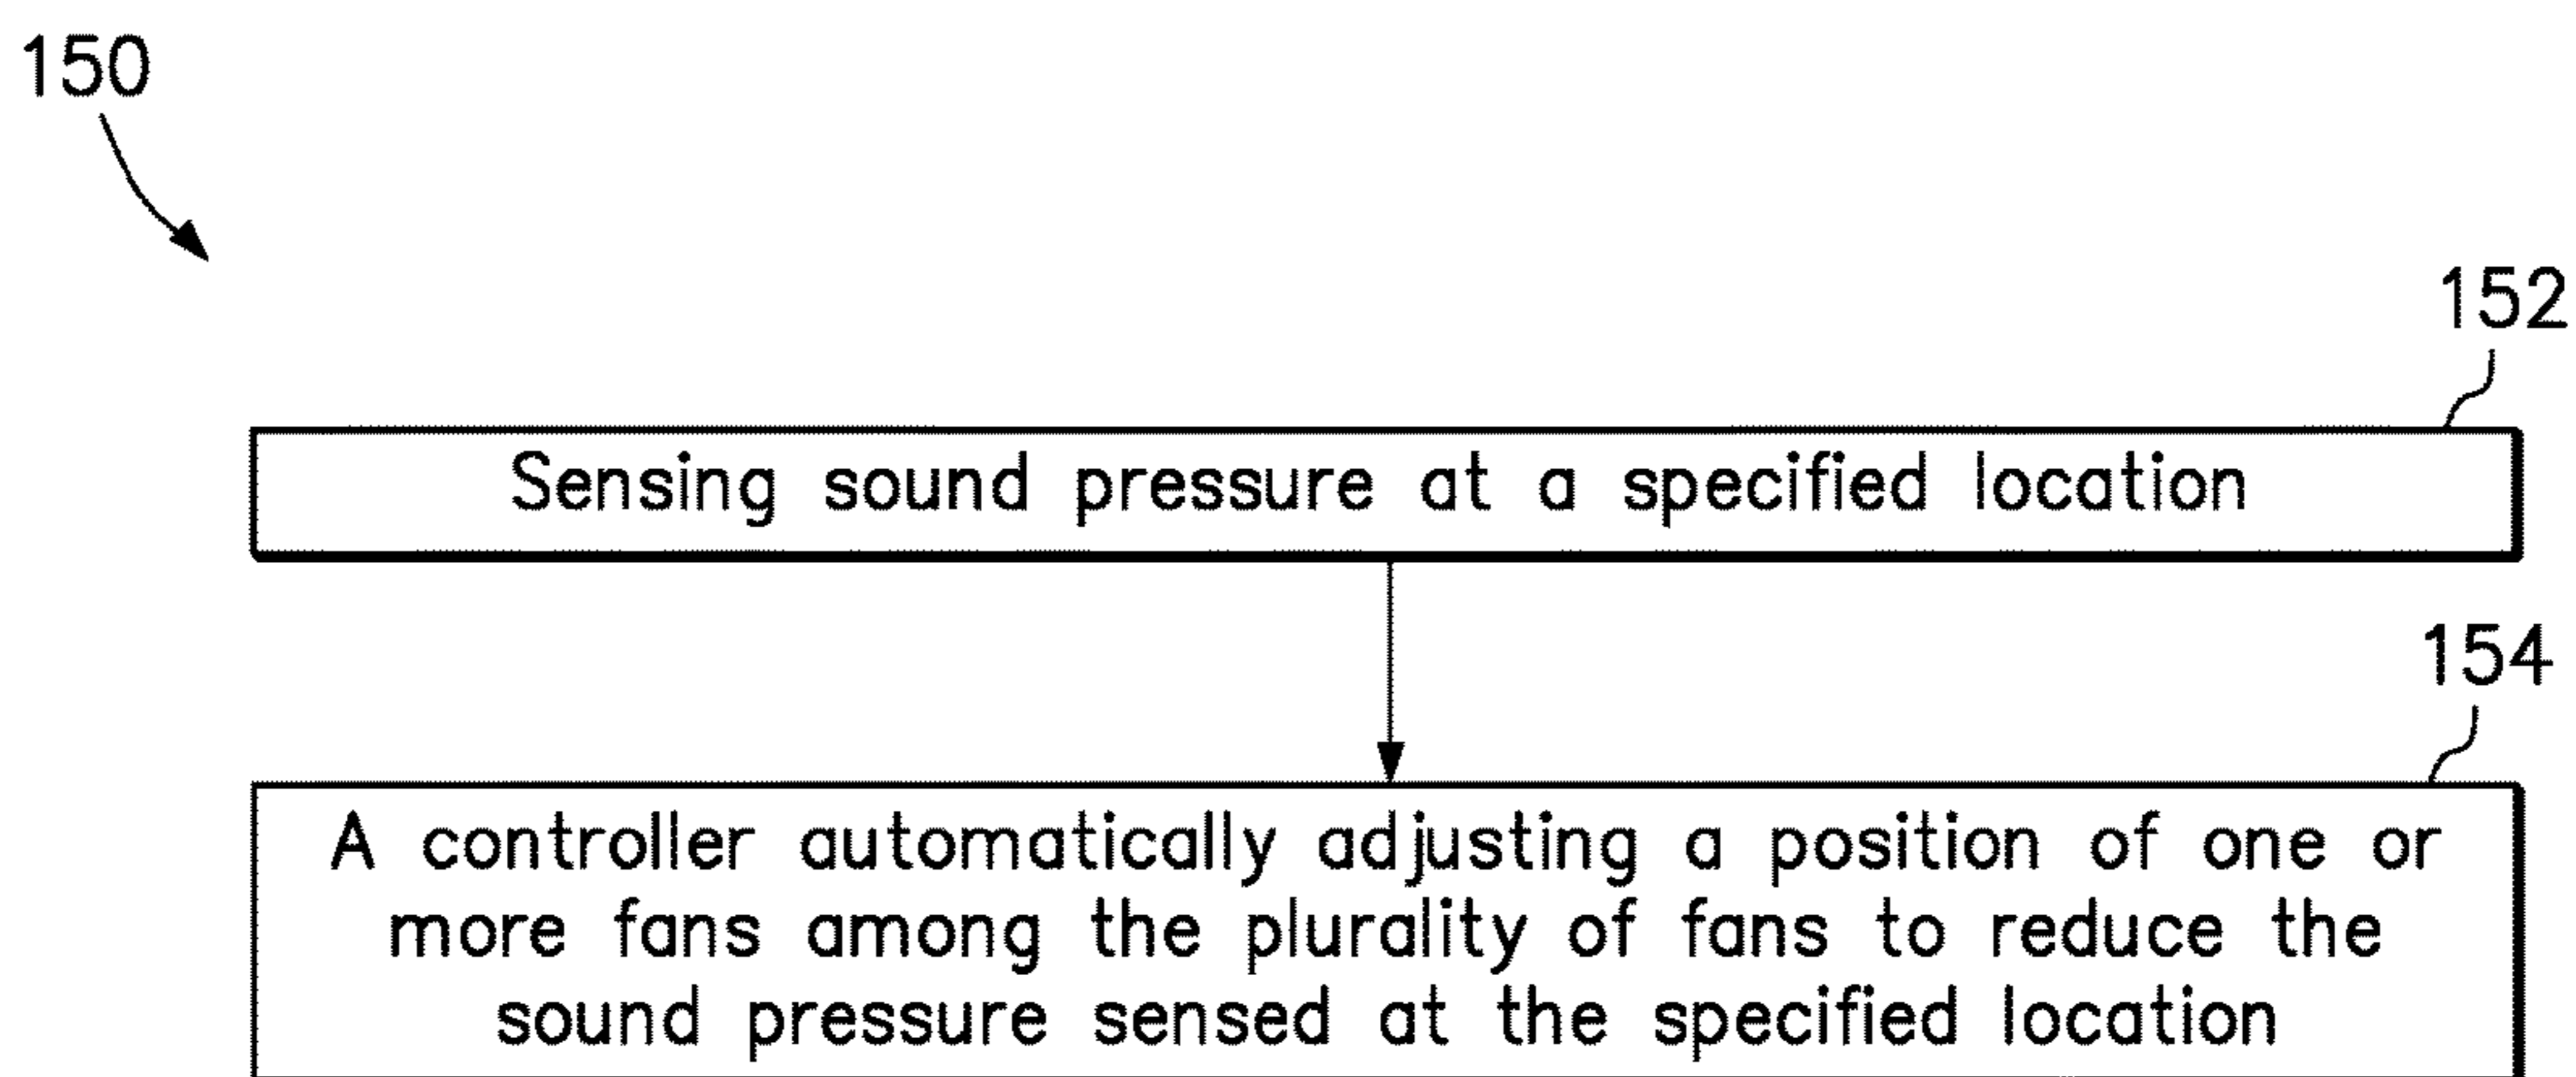 150
152
Sensing sound pressure at a specified location
154
A controller automatically adjusting a position of one or
more fans among the plurality of fans to reduce the
sound pressure sensed at the specified location